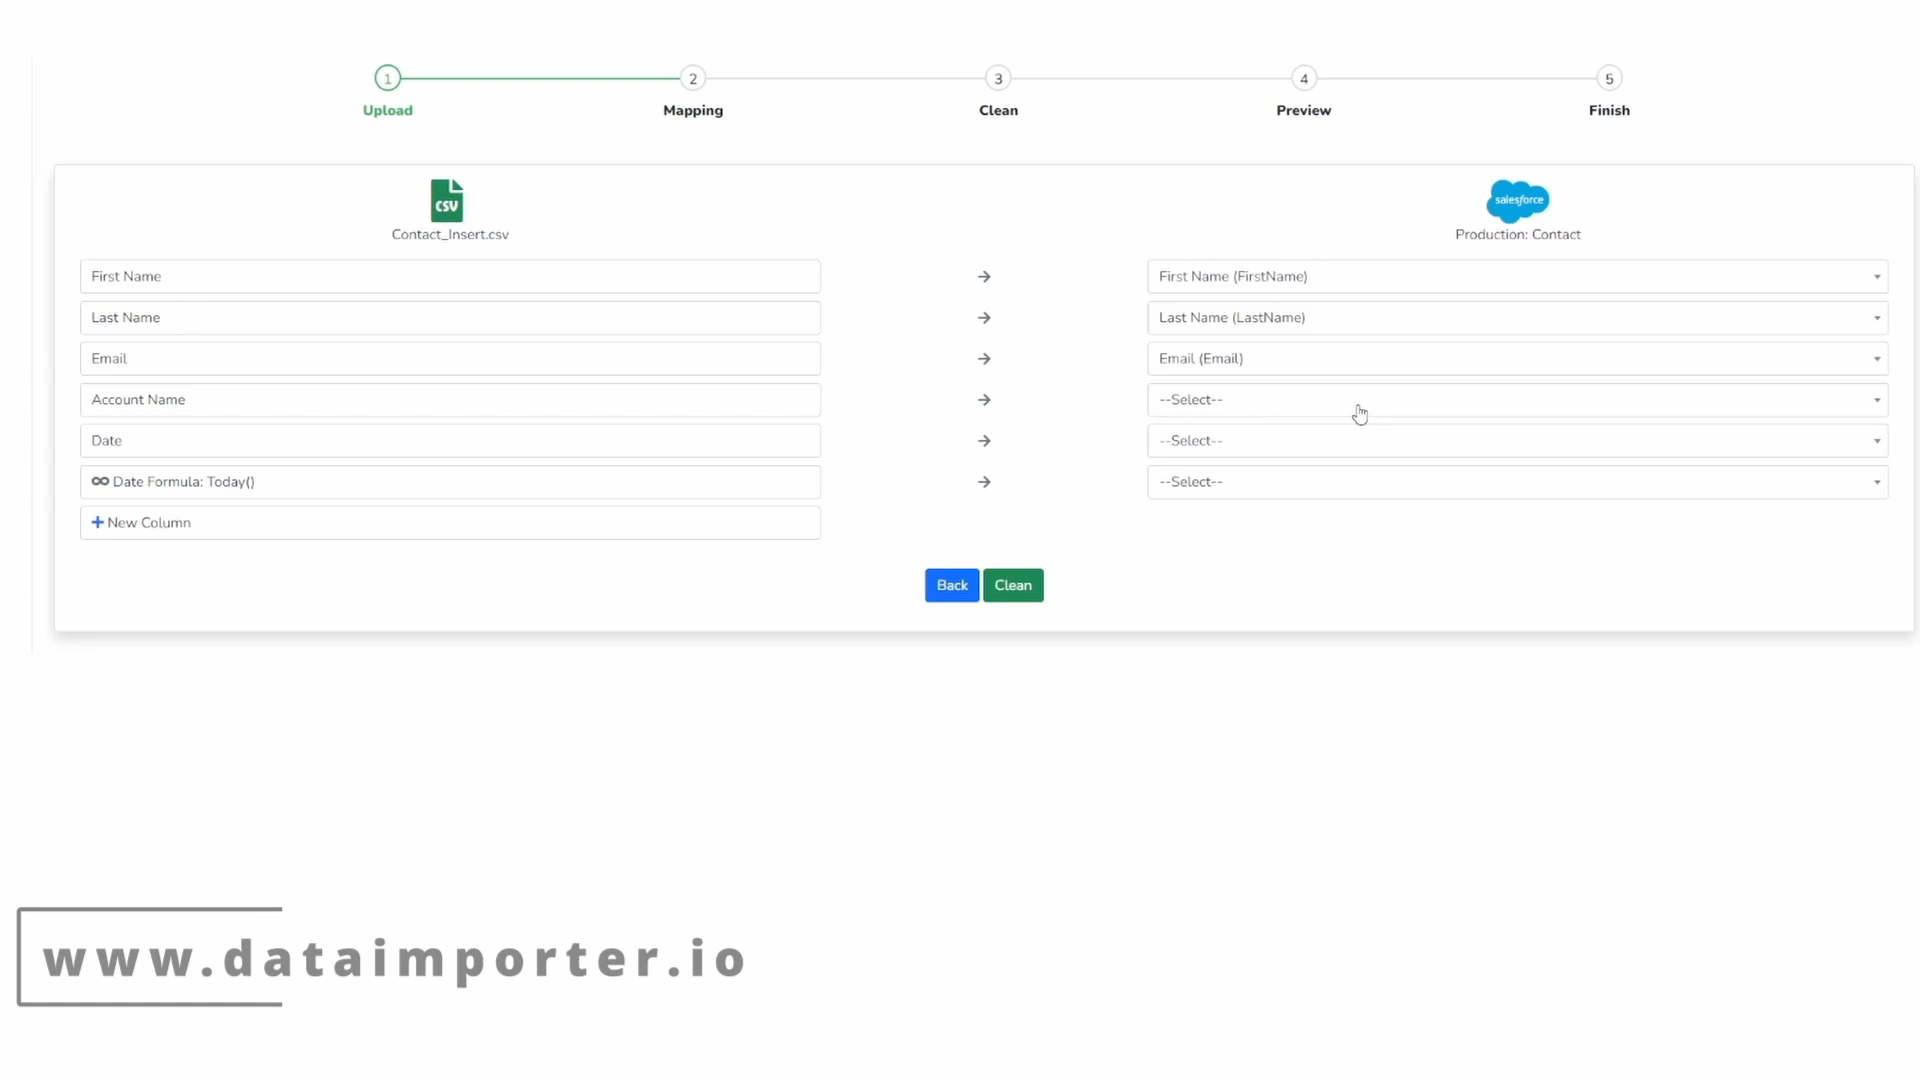 1 2 3 4 5
Upload Mapping Clean Preview Finish
CSV salesforce
Contact_Insert.csv Production: Contact
First Name → First Name (FirstName)
Last Name → Last Name (LastName)
Email → Email (Email)
Account Name → --Select--
Date → --Select--
Date Formula: Today() → --Select--
+ New Column
Back Clean
www.dataimporter.io